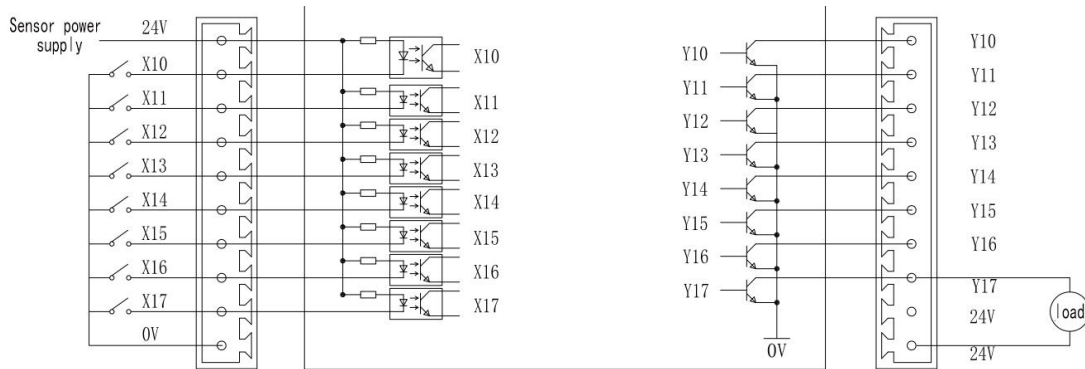 Sensor power
supply
24V
X10
X11
X12
X13
X14
X15
X16
X17
0V
X10
X11
X12
X13
X14
X15
X16
X17
Y10
Y11
Y12
Y13
Y14
Y15
Y16
Y17
0V
Y10
Y11
Y12
Y13
Y14
Y15
Y16
Y17
24V
24V
load